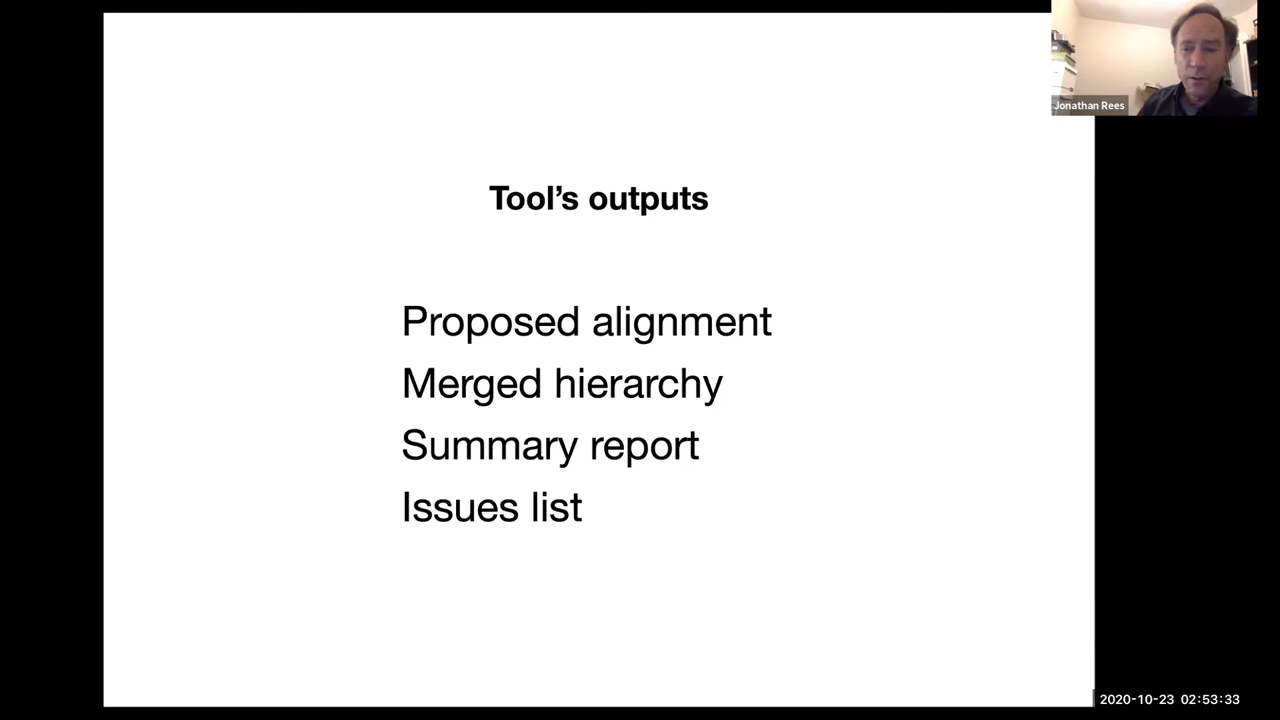 Jonathan Rees
Tool’s outputs
Proposed alignment
Merged hierarchy
Summary report
Issues list
2020-10-23 02:53:33